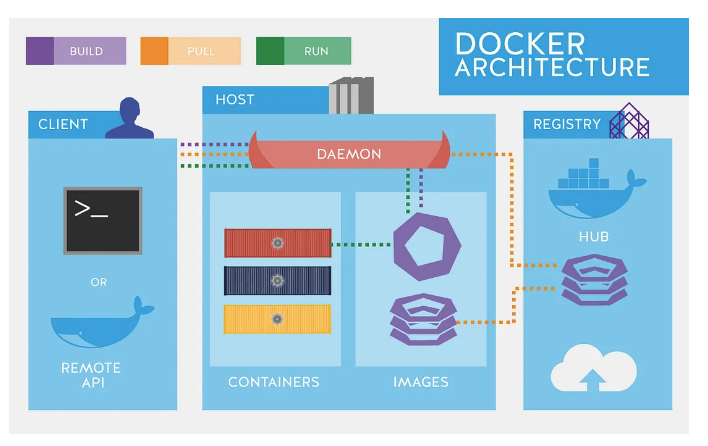 BUILD
PULL
RUN
DOCKER
ARCHITECTURE
CLIENT
HOST
REGISTRY
DAEMON
>_
OR
REMOTE
API
CONTAINERS
IMAGES
HUB